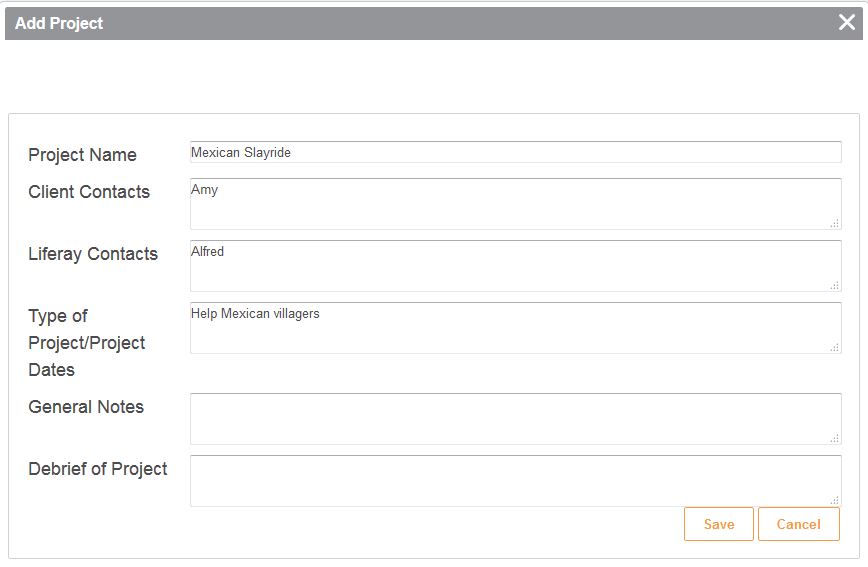 Add Project
Project Name
Mexican Slayride
Client Contacts
Amy
Liferay Contacts
Alfred
Type of
Project/Project
Dates
Help Mexican villagers
General Notes
Debrief of Project
Save Cancel